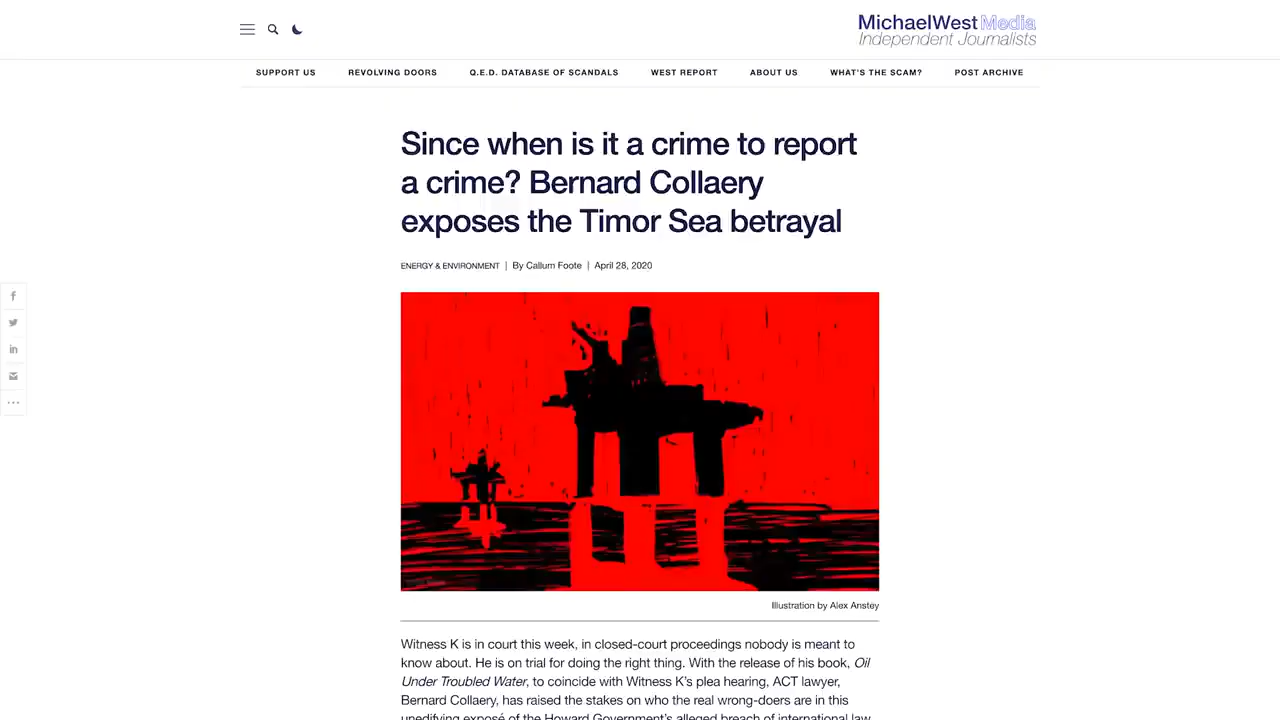 MichaelWest Media
Independent Journalists
SUPPORT US
REVOLVING DOORS
Q.E.D. DATABASE OF SCANDALS
WEST REPORT
ABOUT US
WHAT'S THE SCAM?
POST ARCHIVE
Since when is it a crime to report
a crime? Bernard Collaery
exposes the Timor Sea betrayal
ENERGY & ENVIRONMENT | By Callum Foote | April 28, 2020
Illustration by Alex Anstey
Witness K is in court this week, in closed-court proceedings nobody is meant to
know about. He is on trial for doing the right thing. With the release of his book, Oil
Under Troubled Water, to coincide with Witness K's plea hearing, ACT lawyer,
Bernard Collaery, has raised the stakes on who the real wrong-doers are in this
unedifying exposé of the Howard Government's alleged breach of international law